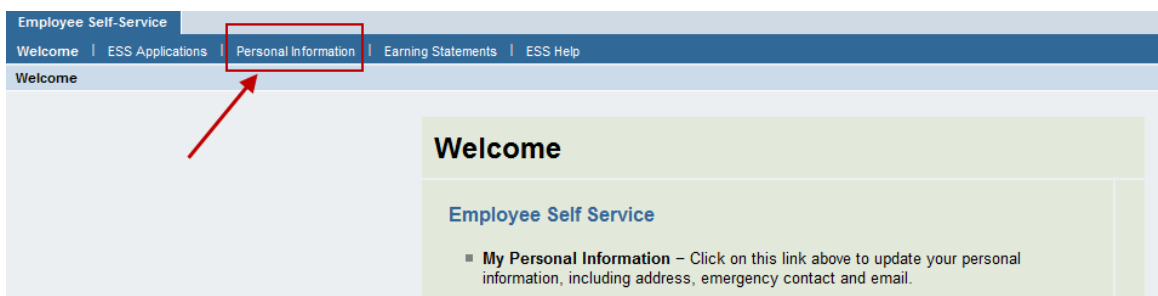 Employee Self-Service
Welcome | ESS Applications | Personal Information | Earning Statements | ESS Help
Welcome
Welcome
Employee Self Service
My Personal Information – Click on this link above to update your personal
information, including address, emergency contact and email.